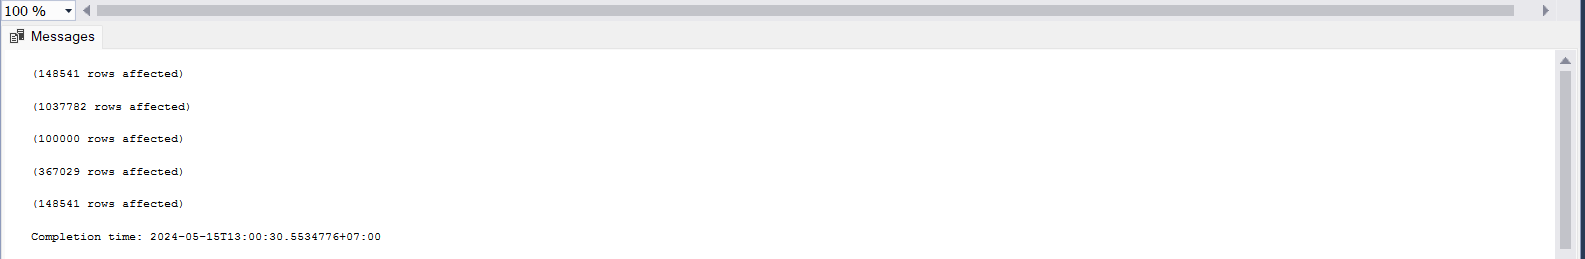 100 %
Messages
(148541 rows affected)
(1037782 rows affected)
(100000 rows affected)
(367029 rows affected)
(148541 rows affected)
Completion time: 2024-05-15T13:00:30.5534776+07:00